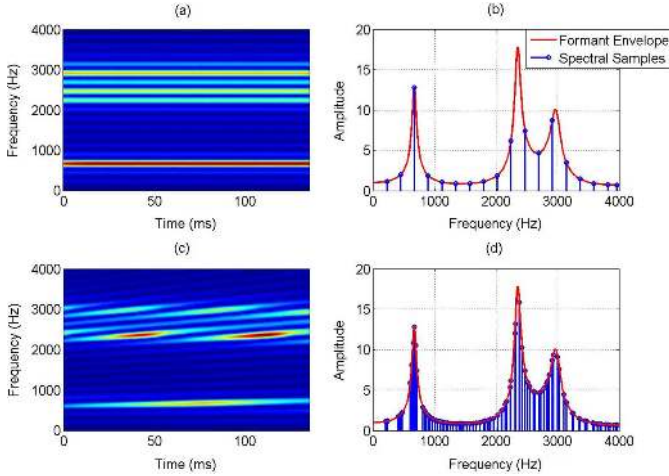 (a)
4000
3000
2000
1000
0
0
50
100
Frequency (Hz)
Time (ms)
(b)
20
15
10
5
0
0
1000
2000
3000
4000
Amplitude
Frequency (Hz)
Formant Envelope
Spectral Samples
(c)
4000
3000
2000
1000
0
0
50
100
Frequency (Hz)
Time (ms)
(d)
20
15
10
5
0
0
1000
2000
3000
4000
Amplitude
Frequency (Hz)